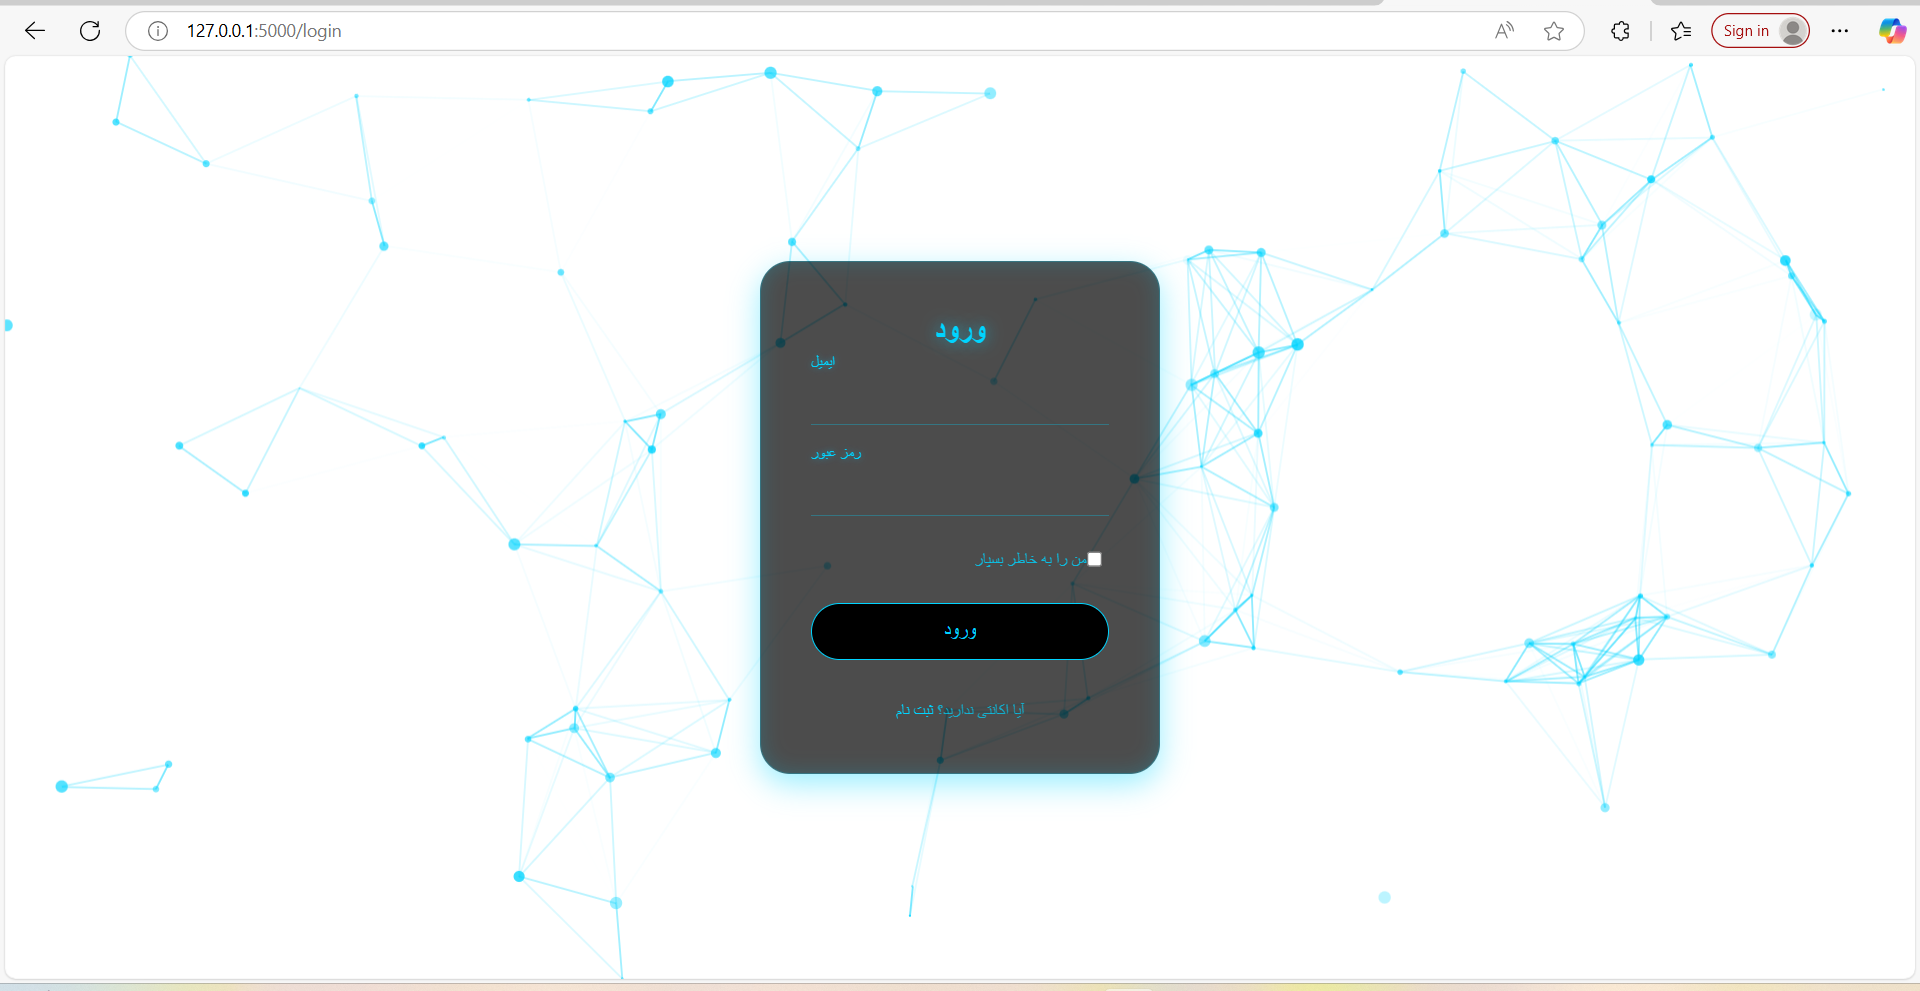 127.0.0.1:5000/login
Sign in
ورود
ایمیل
رمز عبور
من را به خاطر بسپار
ورود
آیا اکانتی ندارید؟ ثبت نام